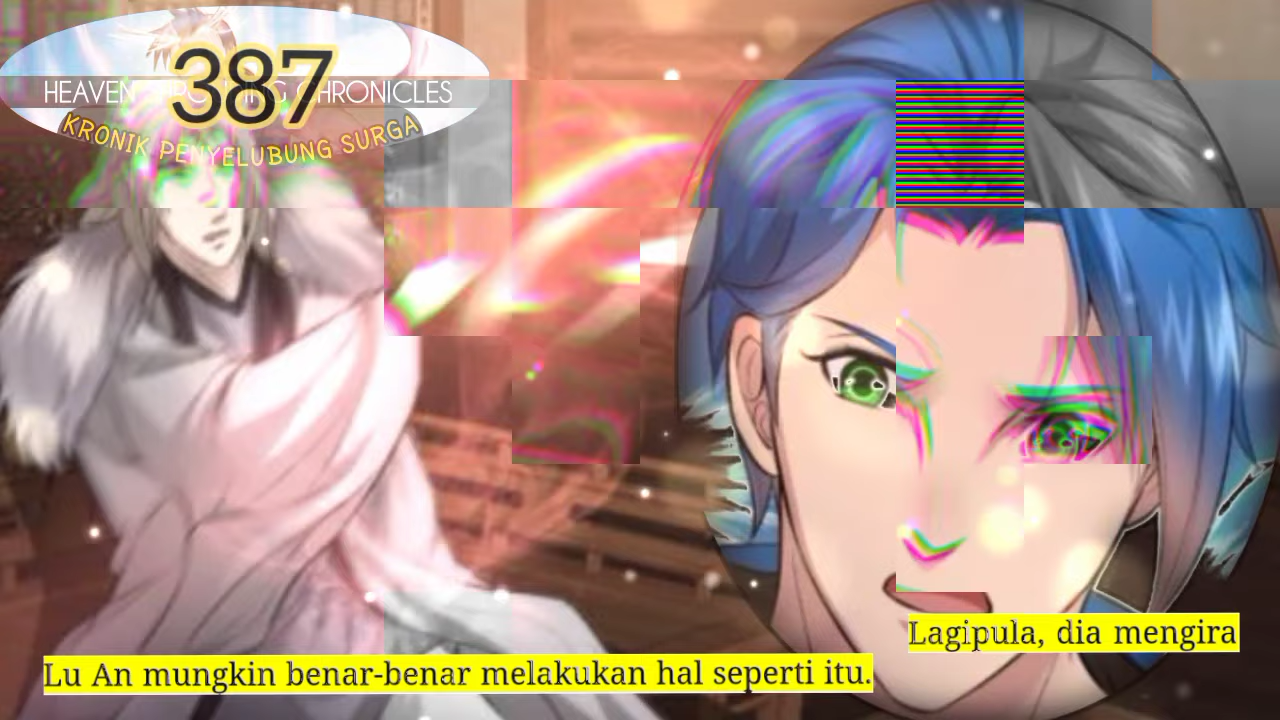 387
HEAVEN CHRONICLES
KRONIK PENYELUBUNG SURGA
Lagipula, dia mengira
Lu An mungkin benar-benar melakukan hal seperti itu.